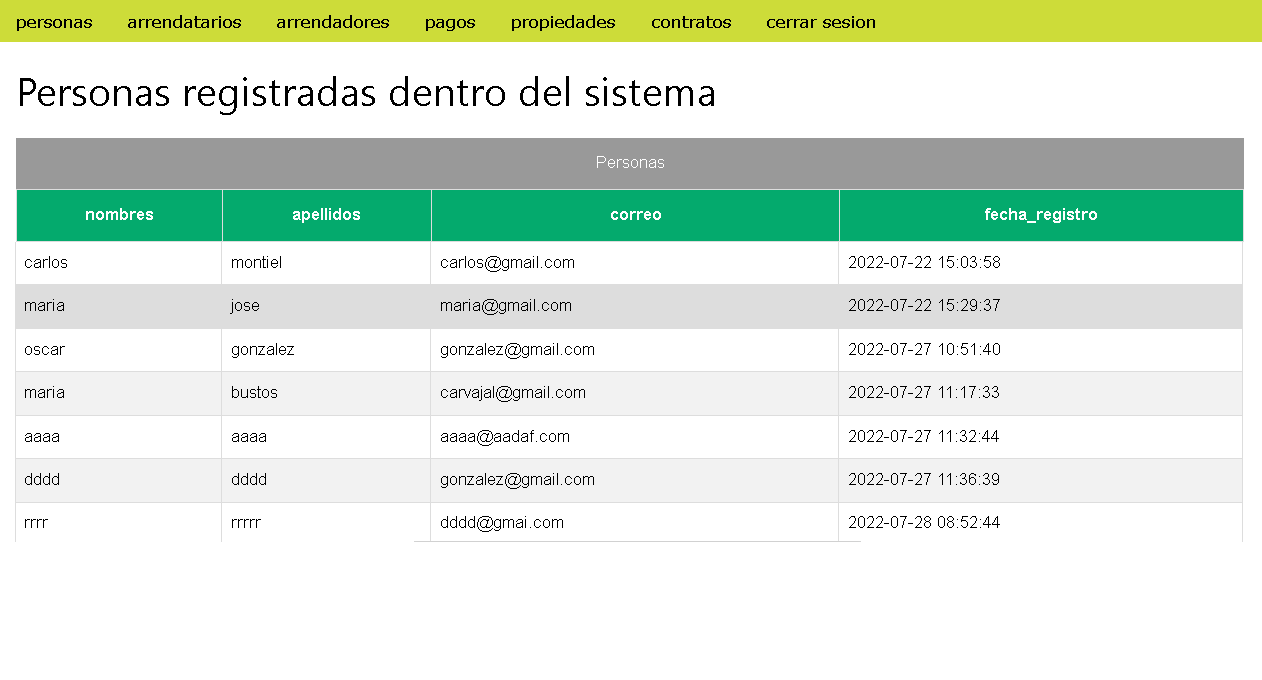 personas arrendatarios arrendadores pagos propiedades contratos cerrar sesion
Personas registradas dentro del sistema
Personas
nombres apellidos correo fecha_registro
carlos montiel carlos@gmail.com 2022-07-22 15:03:58
maria jose maria@gmail.com 2022-07-22 15:29:37
oscar gonzalez gonzalez@gmail.com 2022-07-27 10:51:40
maria bustos carvajal@gmail.com 2022-07-27 11:17:33
aaaa aaaa aaaa@aadaf.com 2022-07-27 11:32:44
dddd dddd gonzalez@gmail.com 2022-07-27 11:36:39
rrrr rrrrr dddd@gmai.com 2022-07-28 08:52:44